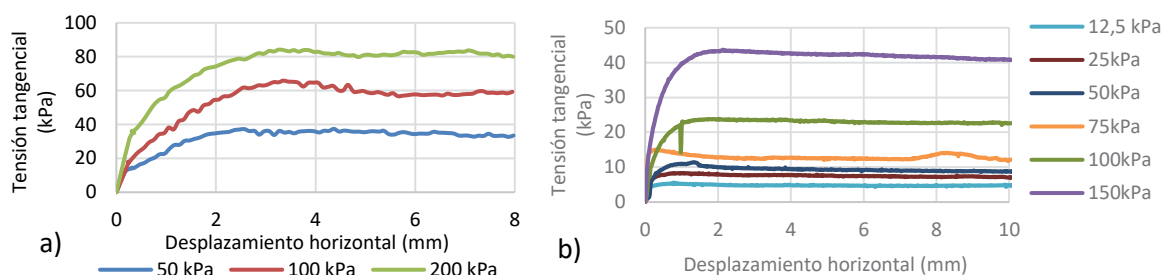 Tensión tangencial
(kPa)
100
80
60
40
20
0
0 2 4 6 8
Desplazamiento horizontal (mm)
a)
50 kPa 100 kPa 200 kPa
Tensión tangencial
(kPa)
50
40
30
20
10
0
0 2 4 6 8 10
Desplazamiento horizontal (mm)
b)
12,5 kPa
25kPa
50kPa
75kPa
100kPa
150kPa